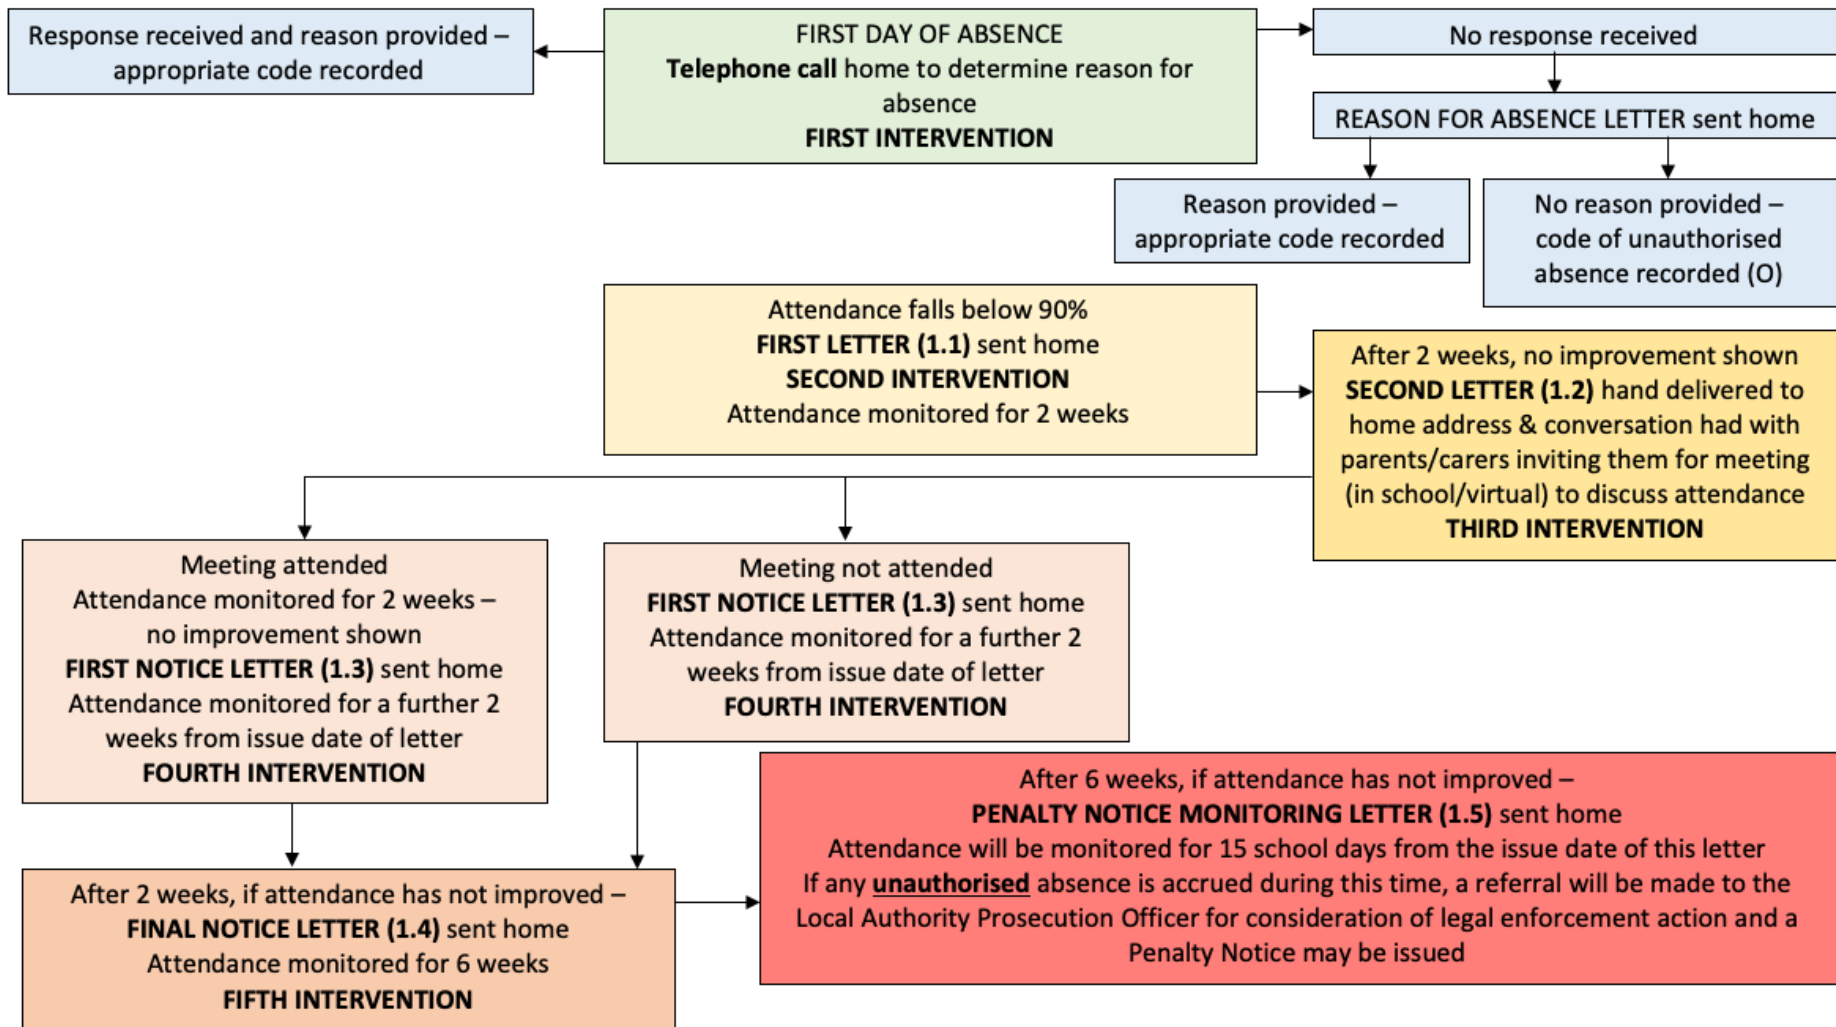 Response received and reason provided –
appropriate code recorded
FIRST DAY OF ABSENCE
Telephone call home to determine reason for
absence
FIRST INTERVENTION
No response received
REASON FOR ABSENCE LETTER sent home
Reason provided –
appropriate code recorded
No reason provided –
code of unauthorised
absence recorded (O)
Attendance falls below 90%
FIRST LETTER (1.1) sent home
SECOND INTERVENTION
Attendance monitored for 2 weeks
After 2 weeks, no improvement shown
SECOND LETTER (1.2) hand delivered to
home address & conversation had with
parents/carers inviting them for meeting
(in school/virtual) to discuss attendance
THIRD INTERVENTION
Meeting attended
Attendance monitored for 2 weeks –
no improvement shown
FIRST NOTICE LETTER (1.3) sent home
Attendance monitored for a further 2
weeks from issue date of letter
FOURTH INTERVENTION
Meeting not attended
FIRST NOTICE LETTER (1.3) sent home
Attendance monitored for a further 2
weeks from issue date of letter
FOURTH INTERVENTION
After 2 weeks, if attendance has not improved –
FINAL NOTICE LETTER (1.4) sent home
Attendance monitored for 6 weeks
FIFTH INTERVENTION
After 6 weeks, if attendance has not improved –
PENALTY NOTICE MONITORING LETTER (1.5) sent home
Attendance will be monitored for 15 school days from the issue date of this letter
If any unauthorised absence is accrued during this time, a referral will be made to the
Local Authority Prosecution Officer for consideration of legal enforcement action and a
Penalty Notice may be issued